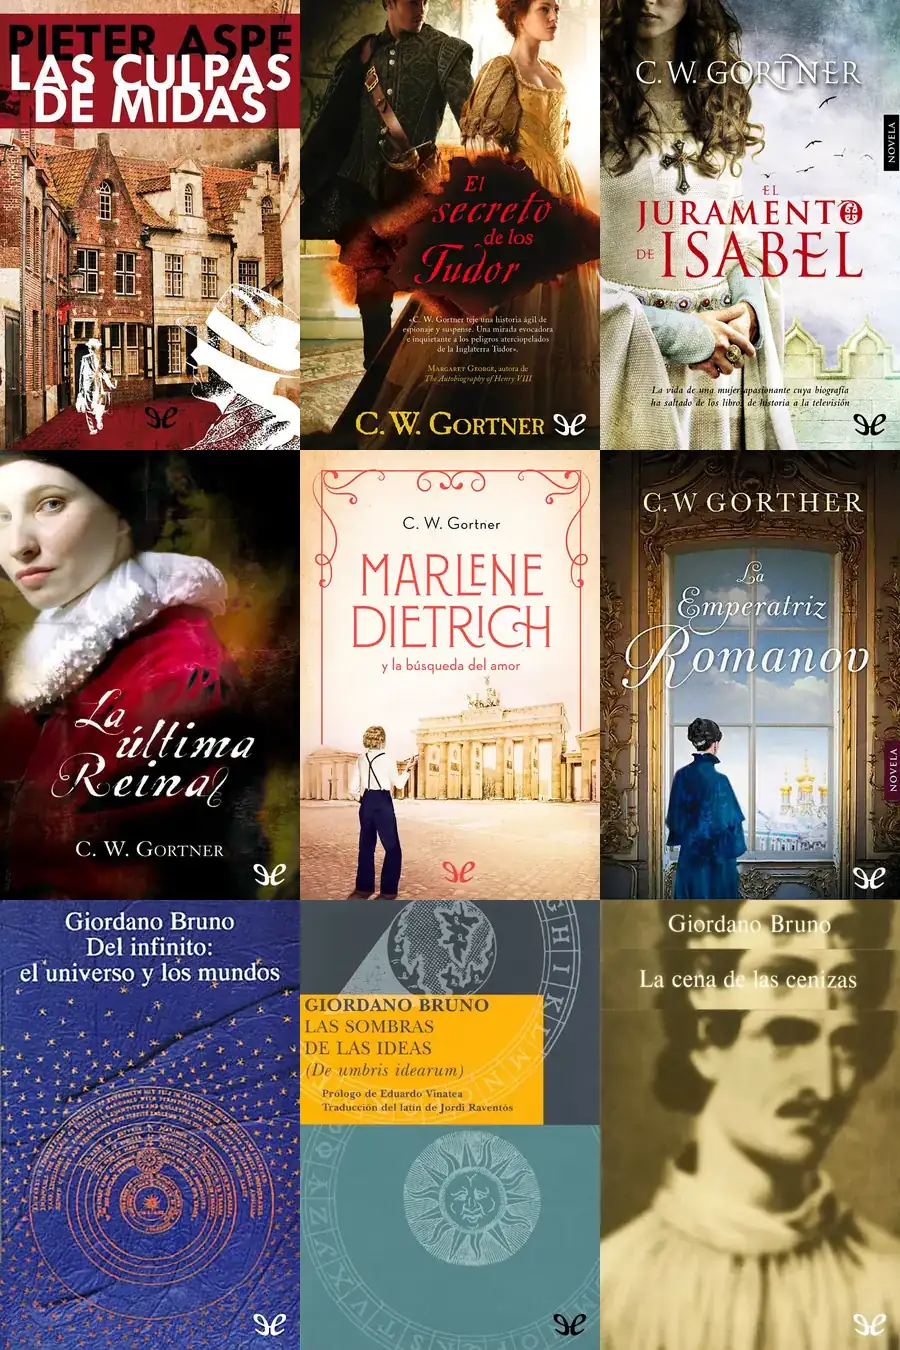 PIETER ASPE
LAS CULPAS
DE MIDAS
El
secreto
de los
Tudor
«C. W. Gortner teje una historia ágil de
espionaje y suspense. Una mirada evocadora
e inquietante a los peligros aterciopelados
de la Inglaterra Tudor».
MARGARET GEORGE, autora de
The Autobiography of Henry VIII
C. W. GORTNER
C. W. GORTNER
NOVELA
EL
JURAMENTO
DE ISABEL
La vida de una mujer apasionante cuya biografía
ha saltado de los libros de historia a la televisión
La
última
Reina
C. W. GORTNER
C. W. Gortner
MARLENE
DIETRICH
y la búsqueda del amor
C. W GORTHER
La
Emperatriz
Romanov
NOVELA
Giordano Bruno
Del infinito:
el universo y los mundos
GIORDANO BRUNO
LAS SOMBRAS
DE LAS IDEAS
(De umbris idearum)
Prólogo de Eduardo Vinatea
Traducción del latín de Jordi Raventós
Giordano Bruno
La cena de las cenizas